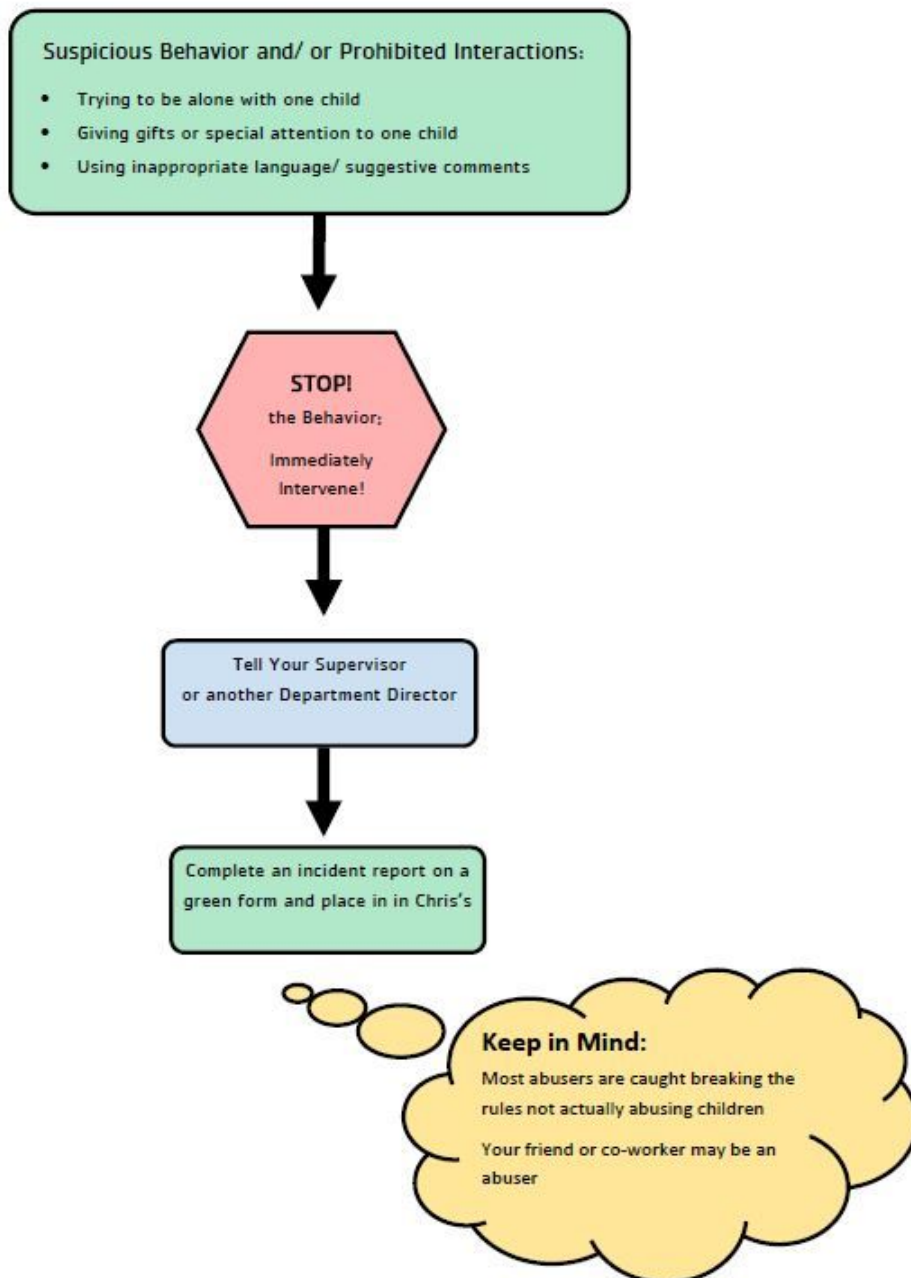 Suspicious Behavior and/ or Prohibited Interactions:
• Trying to be alone with one child
• Giving gifts or special attention to one child
• Using inappropriate language/ suggestive comments
STOP!
the Behavior;
Immediately
Intervene!
Tell Your Supervisor
or another Department Director
Complete an incident report on a
green form and place in in Chris's
Keep in Mind:
Most abusers are caught breaking the
rules not actually abusing children
Your friend or co-worker may be an
abuser